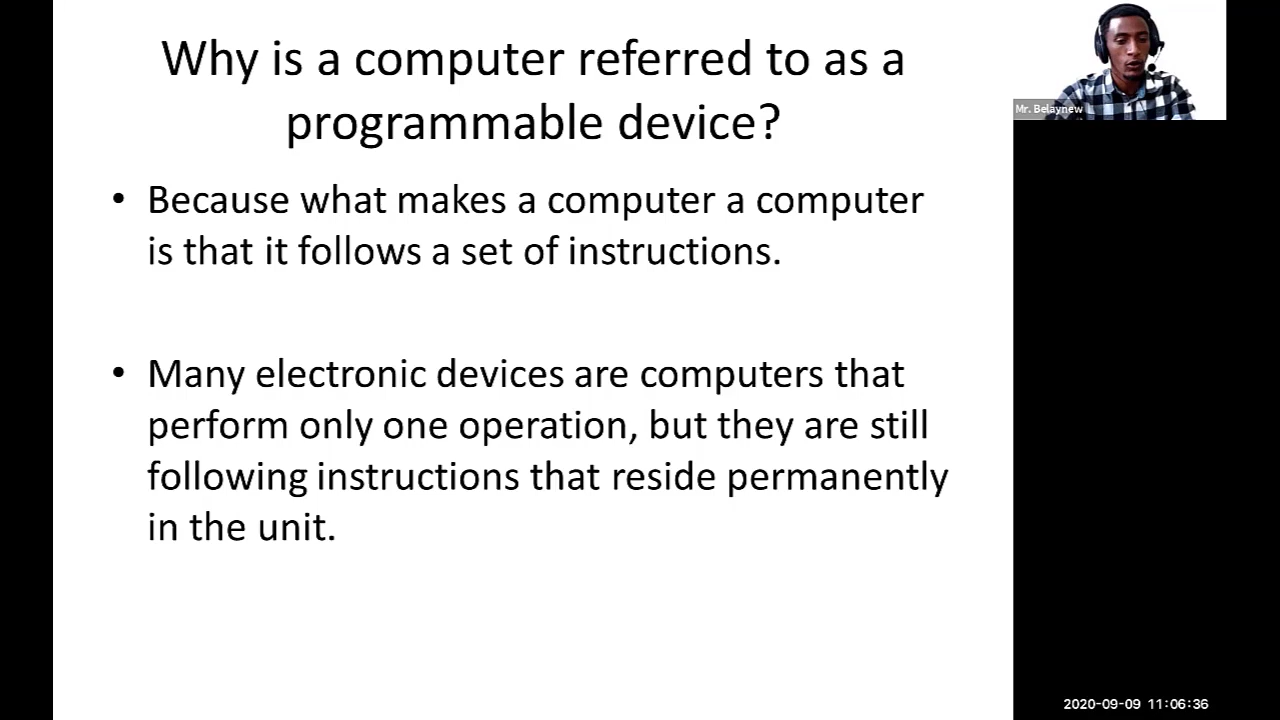 Why is a computer referred to as a
programmable device?
• Because what makes a computer a computer
is that it follows a set of instructions.
• Many electronic devices are computers that
perform only one operation, but they are still
following instructions that reside permanently
in the unit.
Mr. Belaynew
2020-09-09 11:06:36